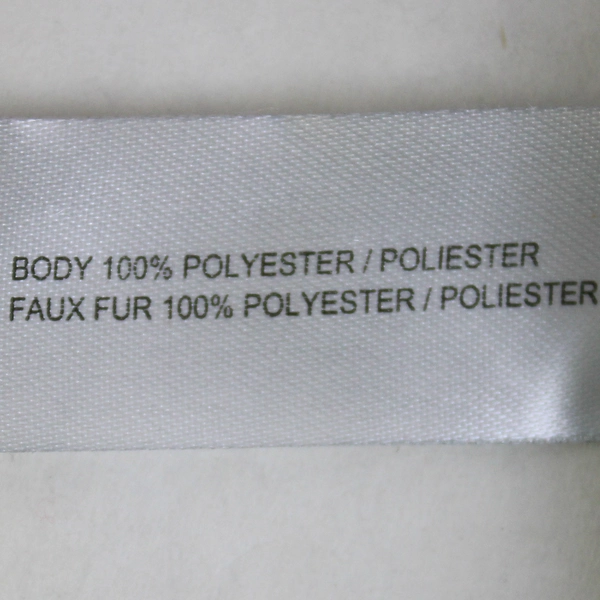 BODY 100% POLYESTER / POLIESTER
FAUX FUR 100% POLYESTER / POLIESTER